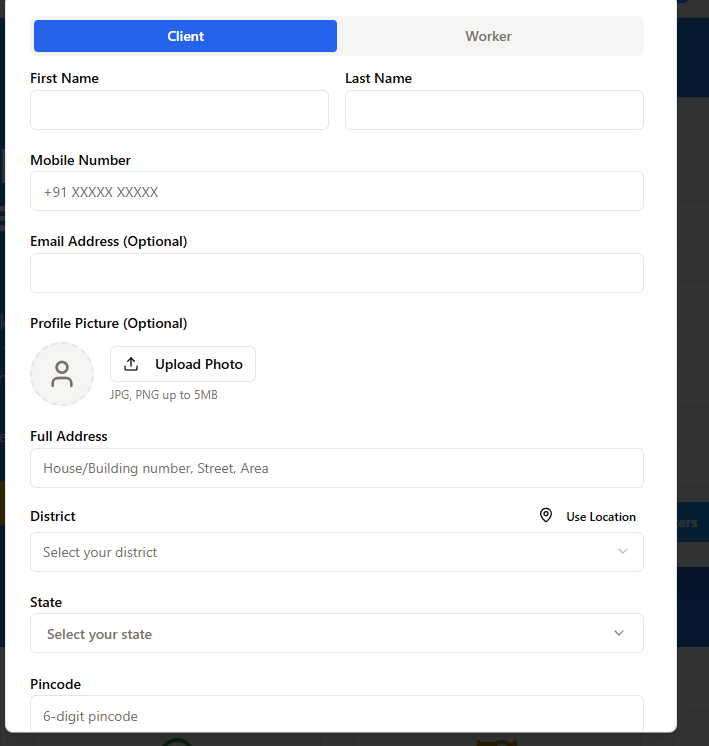 Client Worker
First Name Last Name
Mobile Number
+91 XXXXX XXXXX
Email Address (Optional)
Profile Picture (Optional)
Upload Photo
JPG, PNG up to 5MB
Full Address
House/Building number, Street, Area
District Use Location
Select your district
State
Select your state
Pincode
6-digit pincode